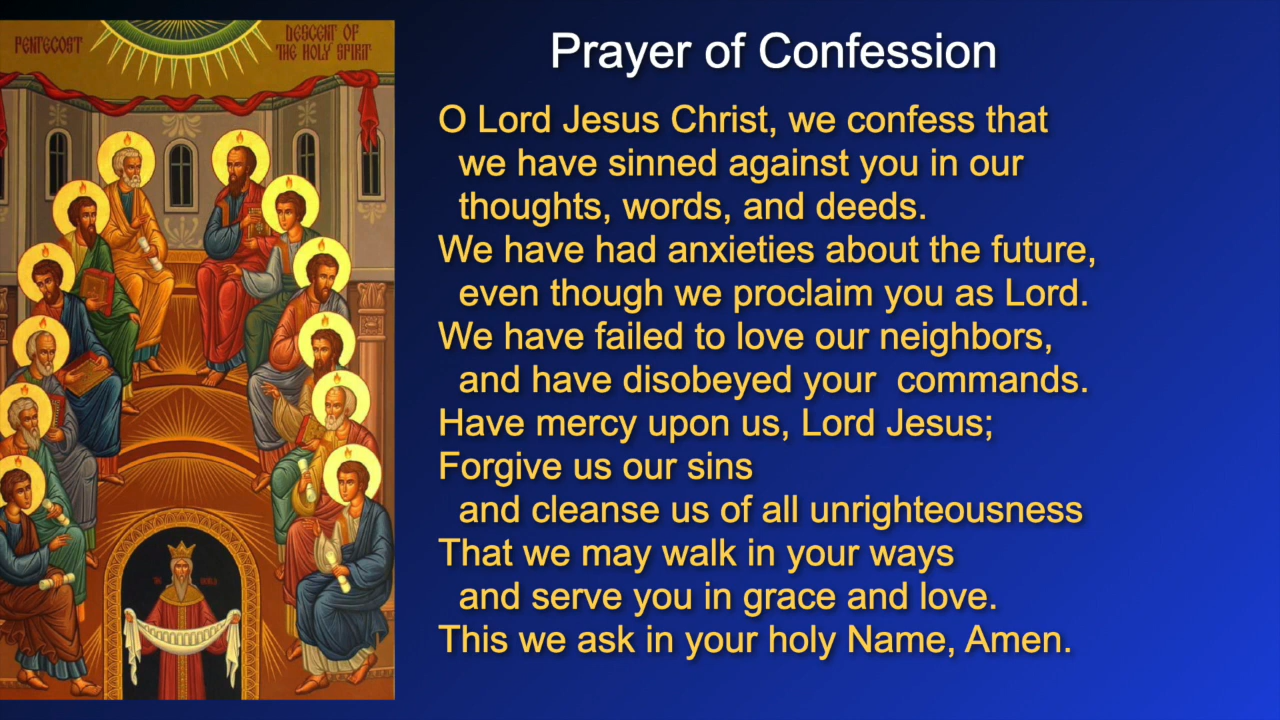 PENTECOST
DESCENT OF
THE HOLY SPIRIT
Prayer of Confession
O Lord Jesus Christ, we confess that
we have sinned against you in our
thoughts, words, and deeds.
We have had anxieties about the future,
even though we proclaim you as Lord.
We have failed to love our neighbors,
and have disobeyed your  commands.
Have mercy upon us, Lord Jesus;
Forgive us our sins
and cleanse us of all unrighteousness
That we may walk in your ways
and serve you in grace and love.
This we ask in your holy Name, Amen.